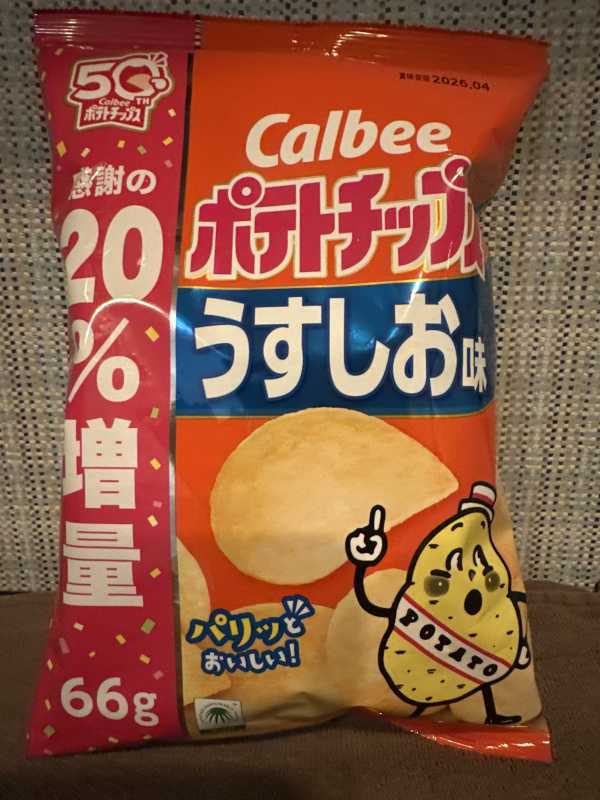 50
TH
Calbee
ポテトチップス
感謝の
20
%
増
量
66g
賞味期限 2026.04
Calbee
ポテトチップス
うすしお味
パリッと
おいしい!
POTATO